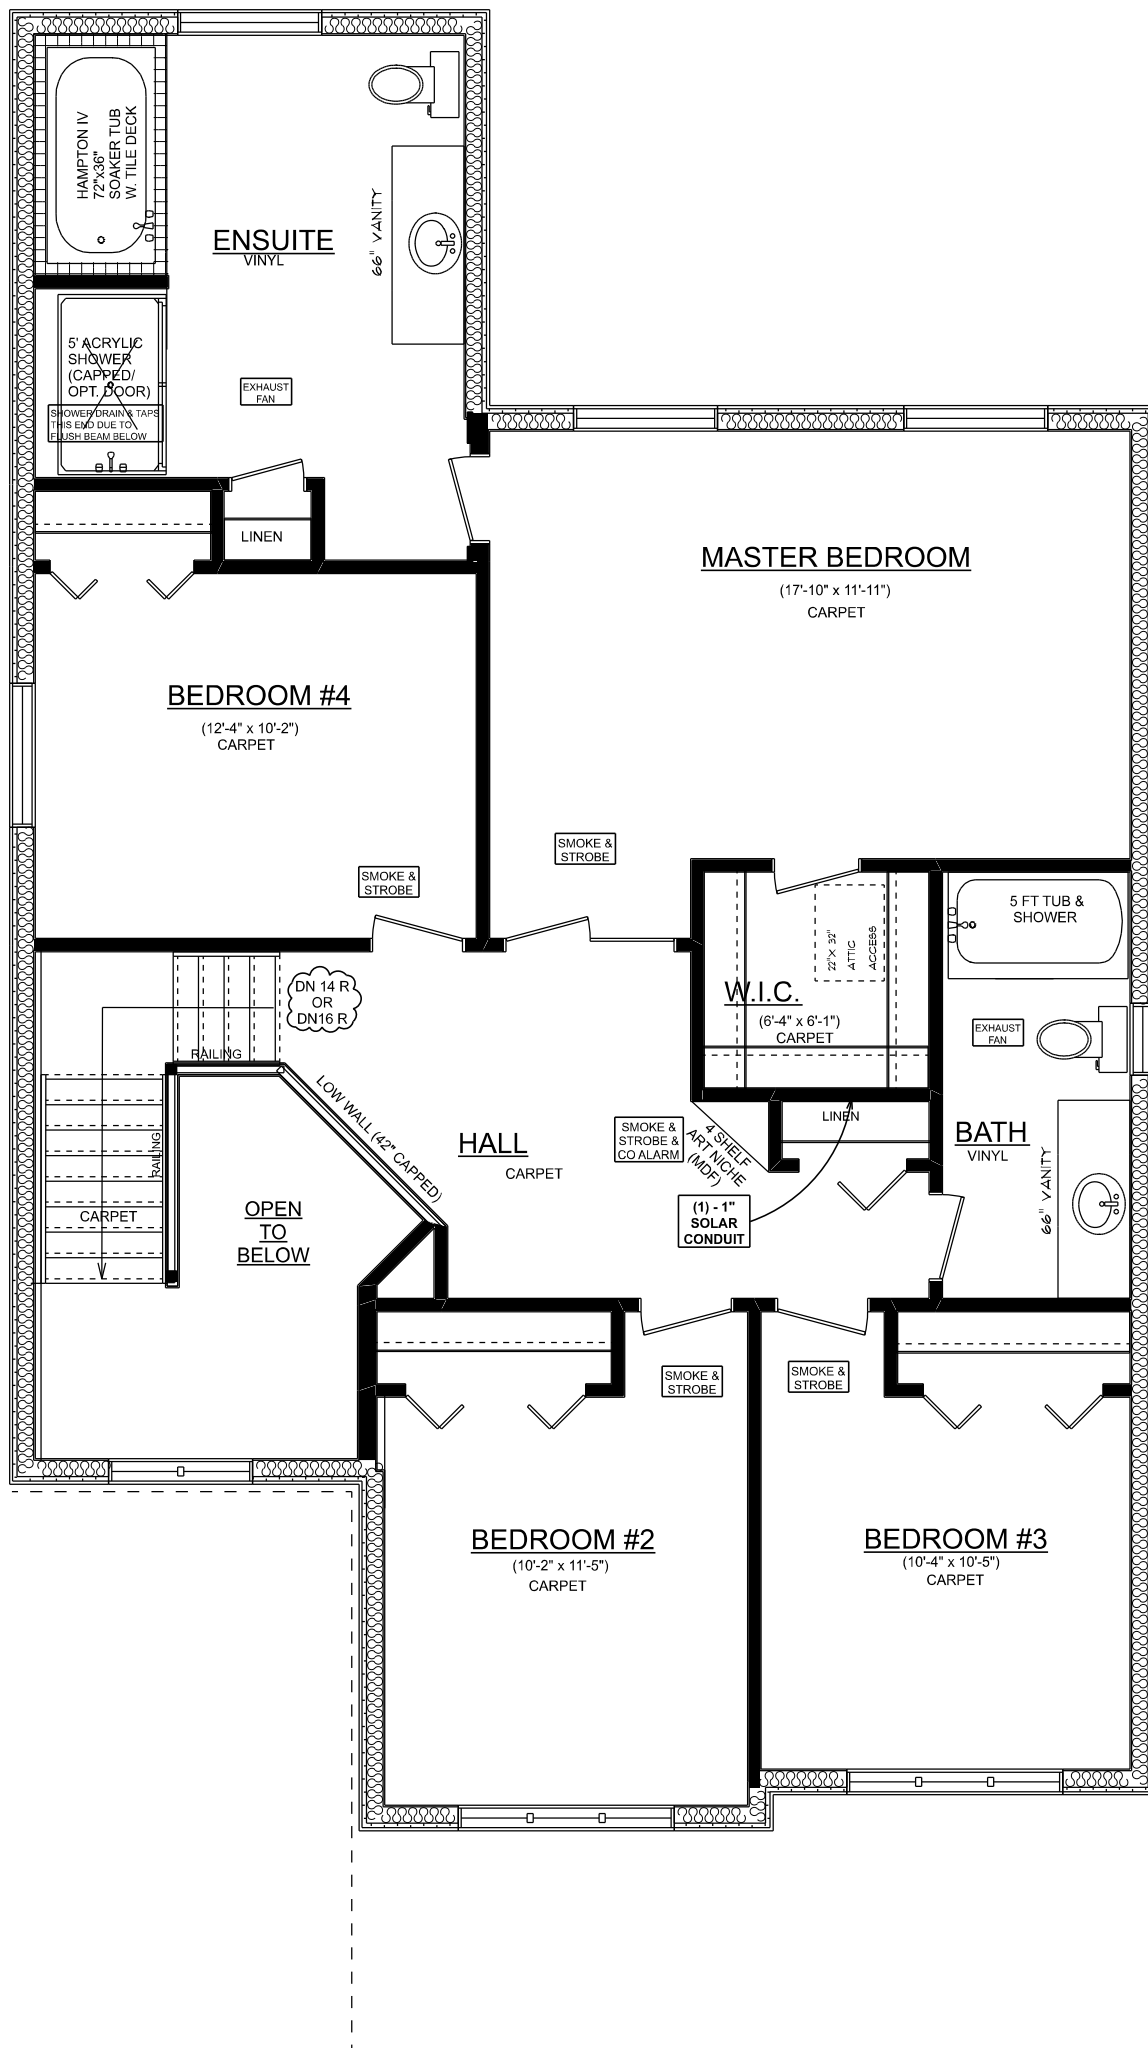 HAMPTON IV
72"x36"
SOAKER TUB
W. TILE DECK
ENSUITE
VINYL
66" VANITY
5' ACRYLIC
SHOWER
(CAPPED/
OPT. DOOR)
SHOWER DRAIN & TAPS
THIS END DUE TO
FLUSH BEAM BELOW
EXHAUST
FAN
LINEN
MASTER BEDROOM
(17'-10" x 11'-11")
CARPET
BEDROOM #4
(12'-4" x 10'-2")
CARPET
SMOKE &
STROBE
SMOKE &
STROBE
5 FT TUB &
SHOWER
22"X 32"
ATTIC
ACCESS
W.I.C.
(6'-4" x 6'-1")
CARPET
DN 14 R
OR
DN16 R
RAILING
EXHAUST
FAN
LOW WALL (42" CAPPED)
HALL
CARPET
SMOKE &
STROBE &
CO ALARM
4 SHELF
ART NICHE
(MDF)
LINEN
BATH
VINYL
66" VANITY
RAILING
CARPET
OPEN
TO
BELOW
(1) - 1"
SOLAR
CONDUIT
SMOKE &
STROBE
SMOKE &
STROBE
BEDROOM #2
(10'-2" x 11'-5")
CARPET
BEDROOM #3
(10'-4" x 10'-5")
CARPET